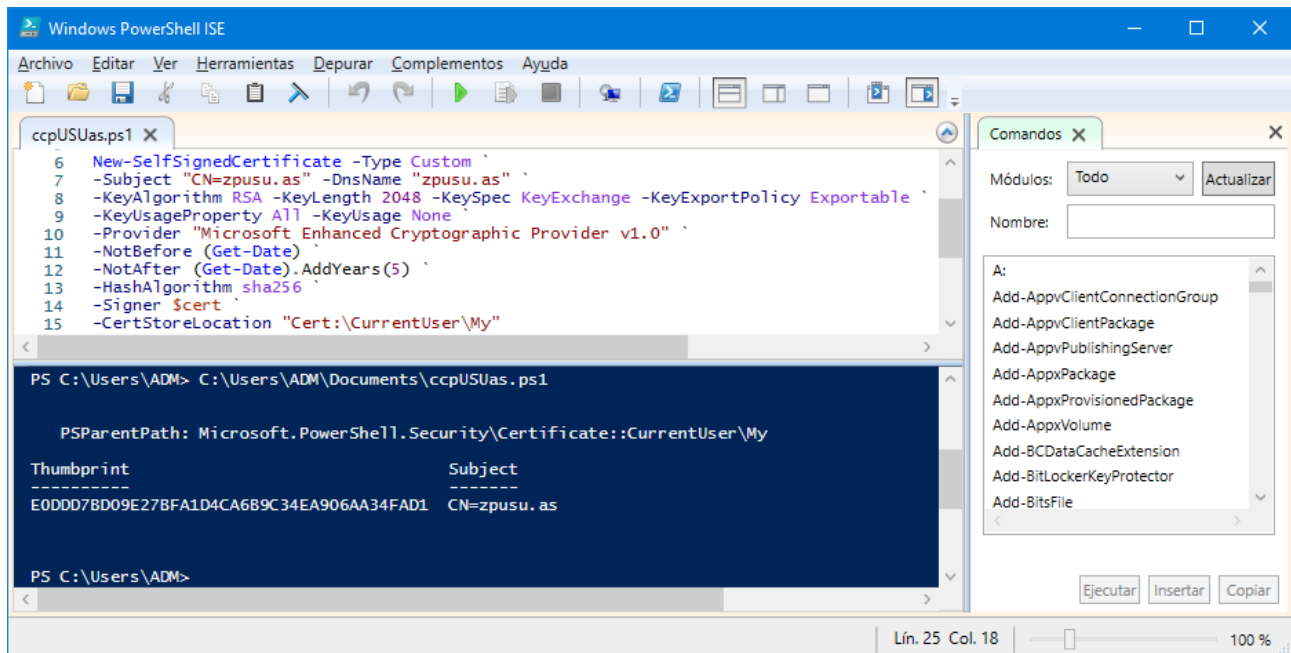 Windows PowerShell ISE
Archivo Editar Ver Herramientas Depurar Complementos Ayuda
ccpUSUas.ps1
6 New-SelfSignedCertificate -Type Custom `
7 -Subject "CN=zpusu.as" -DnsName "zpusu.as" `
8 -KeyAlgorithm RSA -KeyLength 2048 -KeySpec KeyExchange -KeyExportPolicy Exportable `
9 -KeyUsageProperty All -KeyUsage None `
10 -Provider "Microsoft Enhanced Cryptographic Provider v1.0" `
11 -NotBefore (Get-Date) `
12 -NotAfter (Get-Date).AddYears(5) `
13 -HashAlgorithm sha256 `
14 -Signer $cert `
15 -CertStoreLocation "Cert:\CurrentUser\My"
PS C:\Users\ADM> C:\Users\ADM\Documents\ccpUSUas.ps1
PSParentPath: Microsoft.PowerShell.Security\Certificate::CurrentUser\My
Thumbprint Subject
---------- -------
E0DDD7BD09E27BFA1D4CA6B9C34EA906AA34FAD1 CN=zpusu.as
PS C:\Users\ADM>
Comandos
Módulos: Todo Actualizar
Nombre:
A:
Add-AppvClientConnectionGroup
Add-AppvClientPackage
Add-AppvPublishingServer
Add-AppxPackage
Add-AppxProvisionedPackage
Add-AppxVolume
Add-BCDataCacheExtension
Add-BitLockerKeyProtector
Add-BitsFile
Ejecutar Insertar Copiar
Lín. 25 Col. 18 100 %